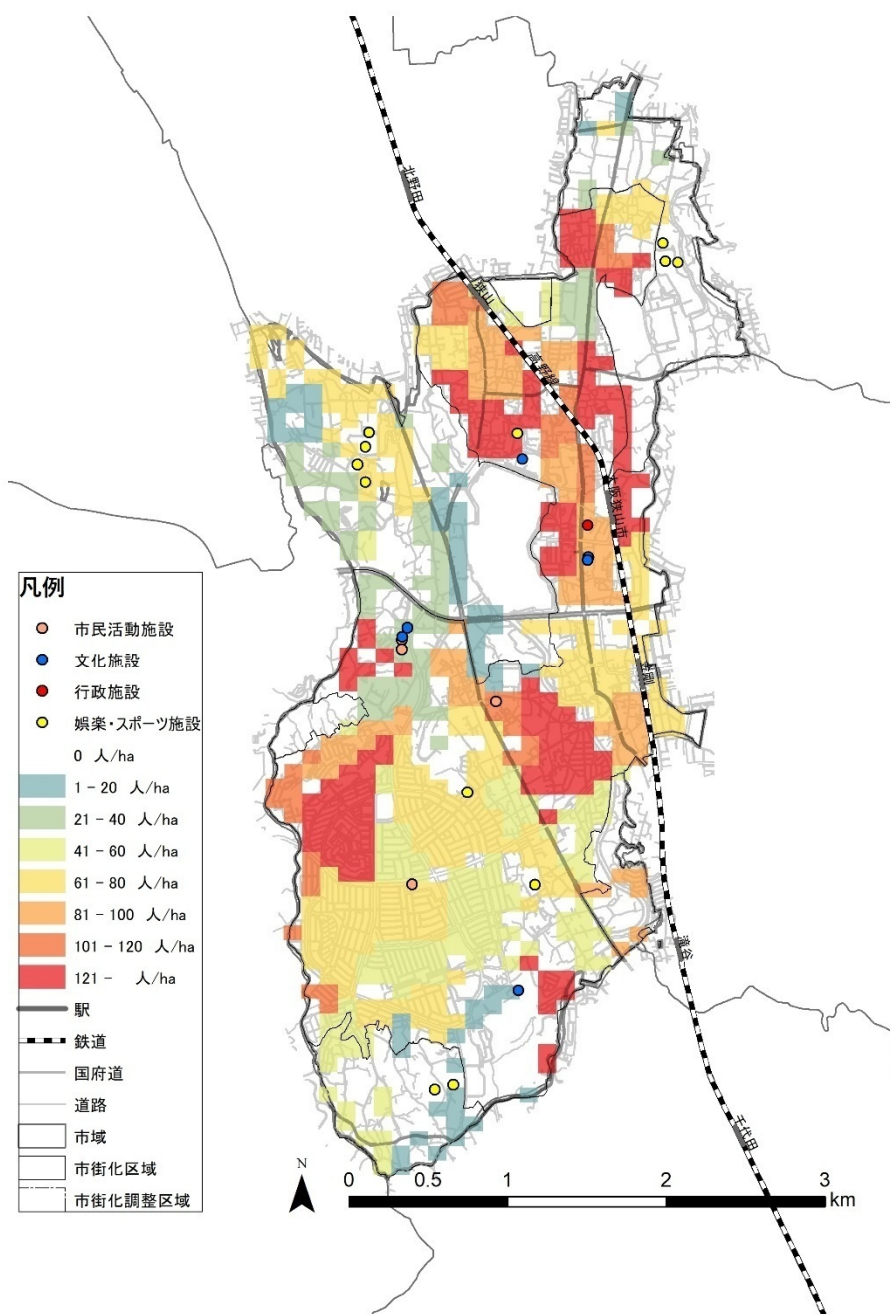 北野田
狭山
高野線
大阪狭山市
金剛
滝谷
千代田
凡例
市民活動施設
文化施設
行政施設
娯楽・スポーツ施設
0 人/ha
1 - 20 人/ha
21 - 40 人/ha
41 - 60 人/ha
61 - 80 人/ha
81 - 100 人/ha
101 - 120 人/ha
121 - 人/ha
駅
鉄道
国府道
道路
市域
市街化区域
市街化調整区域
N
0 0.5 1 2 3
km